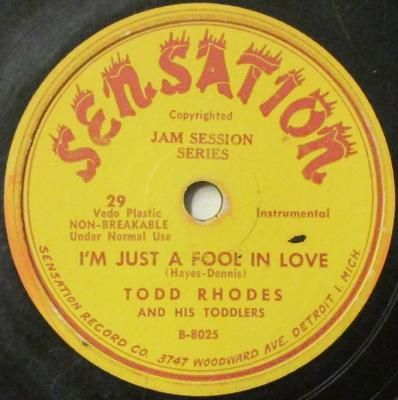 SENSATION
Copyrighted
JAM SESSION
SERIES
29
Vedo Plastic
NON-BREAKABLE
Under Normal Use
Instrumental
I'M JUST A FOOL IN LOVE
(Hayes-Dennis)
TODD RHODES
AND HIS TODDLERS
B-8025
SENSATION RECORD CO. 3747 WOODWARD AVE. DETROIT 1. MICH.